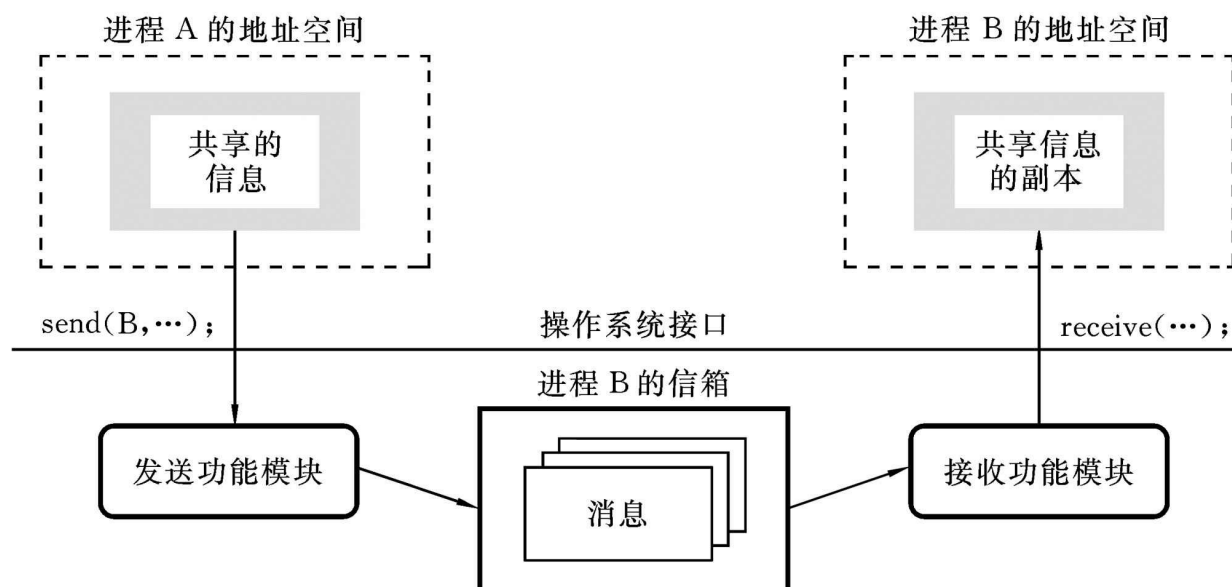 进程 A 的地址空间
进程 B 的地址空间
共享的
信息
共享信息
的副本
send(B,…);
操作系统接口
receive(…);
进程 B 的信箱
发送功能模块
消息
接收功能模块